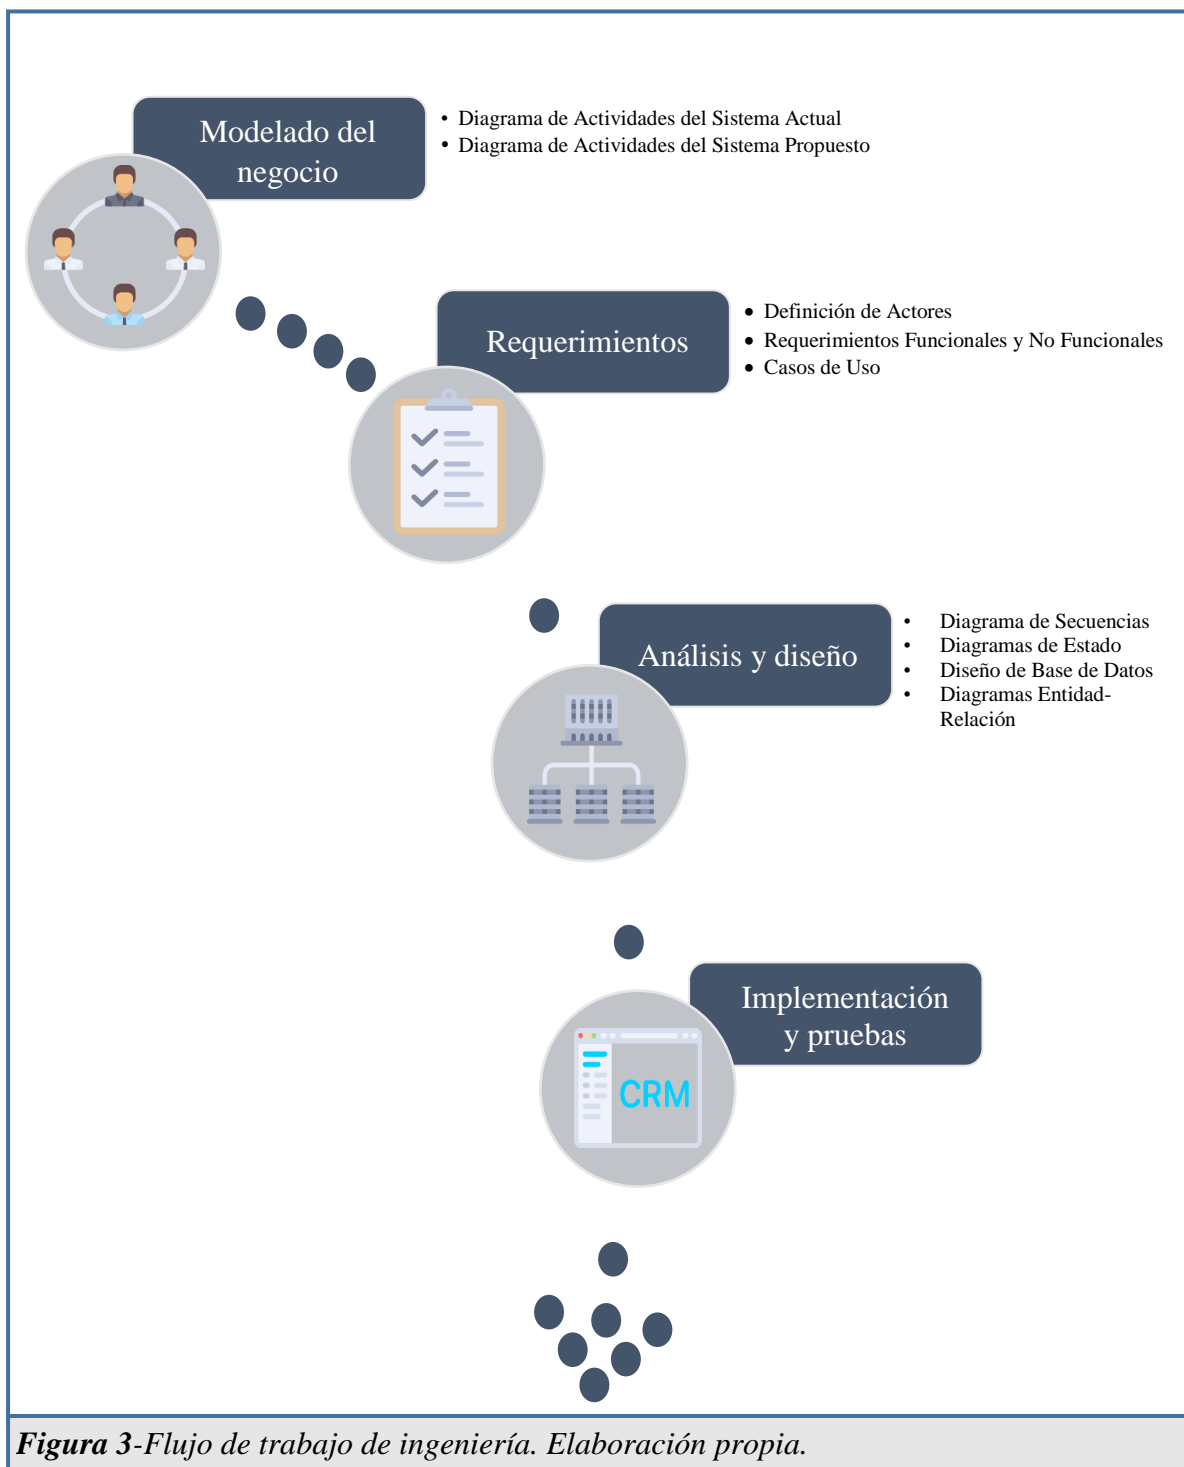 Modelado del
negocio
• Diagrama de Actividades del Sistema Actual
• Diagrama de Actividades del Sistema Propuesto
Requerimientos
• Definición de Actores
• Requerimientos Funcionales y No Funcionales
• Casos de Uso
Análisis y diseño
• Diagrama de Secuencias
• Diagramas de Estado
• Diseño de Base de Datos
• Diagramas Entidad-
Relación
Implementación
y pruebas
CRM
Figura 3-Flujo de trabajo de ingeniería. Elaboración propia.